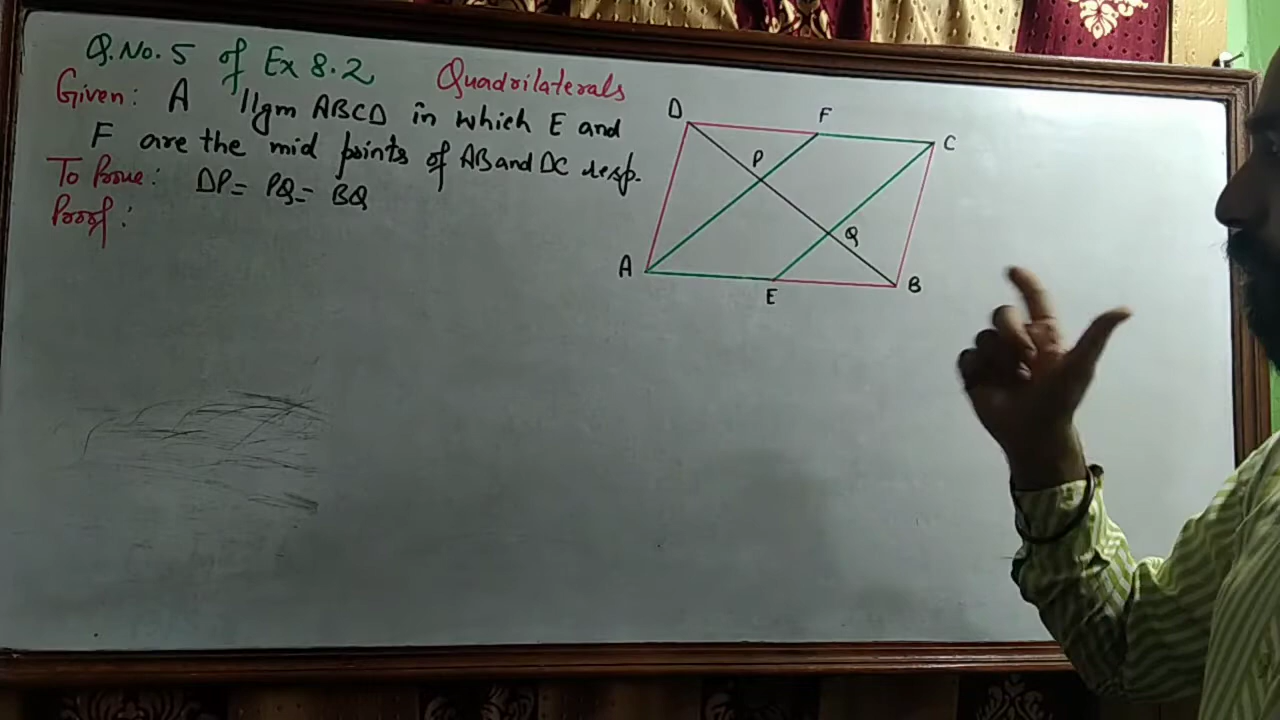 Q.No.5 of Ex 8.2 Quadrilaterals
Given: A ||gm ABCD in which E and
F are the mid points of AB and DC resp.
To Prove: DP= PQ= BQ
Proof:
D F C
P
Q
A E B